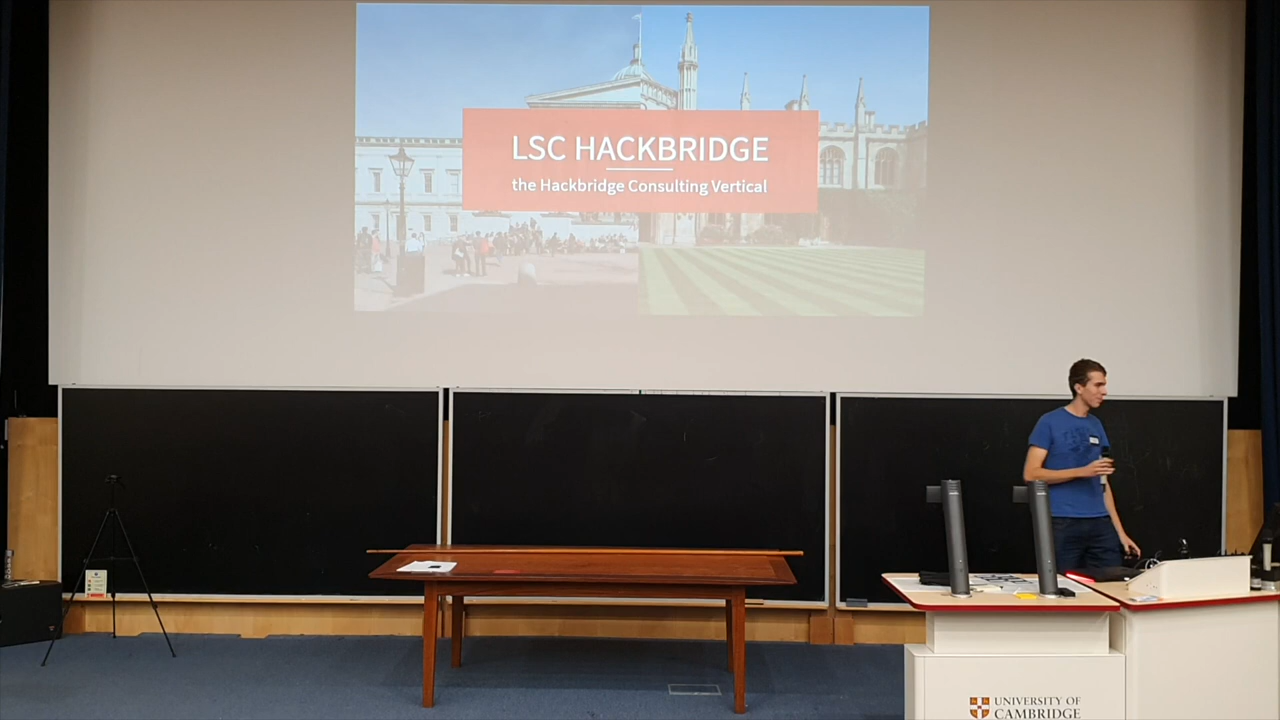 LSC HACKBRIDGE
the Hackbridge Consulting Vertical
UNIVERSITY OF
CAMBRIDGE